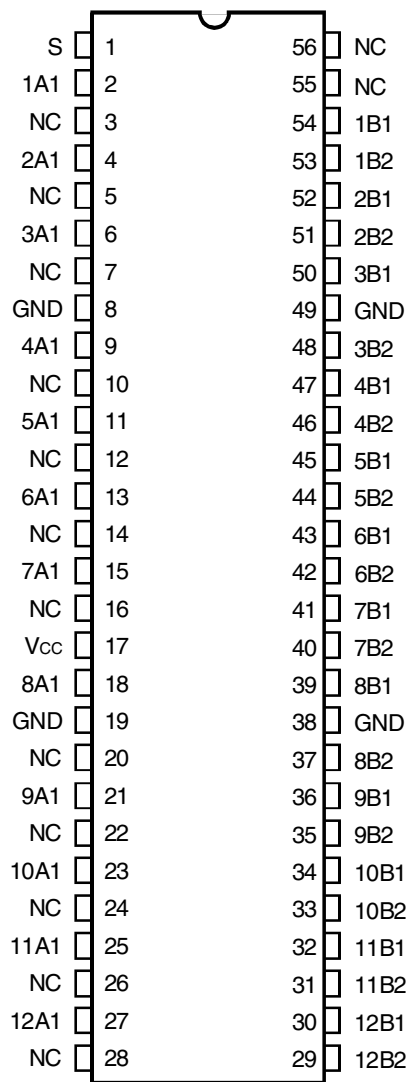 S 1 56 NC
1A1 2 55 NC
NC 3 54 1B1
2A1 4 53 1B2
NC 5 52 2B1
3A1 6 51 2B2
NC 7 50 3B1
GND 8 49 GND
4A1 9 48 3B2
NC 10 47 4B1
5A1 11 46 4B2
NC 12 45 5B1
6A1 13 44 5B2
NC 14 43 6B1
7A1 15 42 6B2
NC 16 41 7B1
VCC 17 40 7B2
8A1 18 39 8B1
GND 19 38 GND
NC 20 37 8B2
9A1 21 36 9B1
NC 22 35 9B2
10A1 23 34 10B1
NC 24 33 10B2
11A1 25 32 11B1
NC 26 31 11B2
12A1 27 30 12B1
NC 28 29 12B2